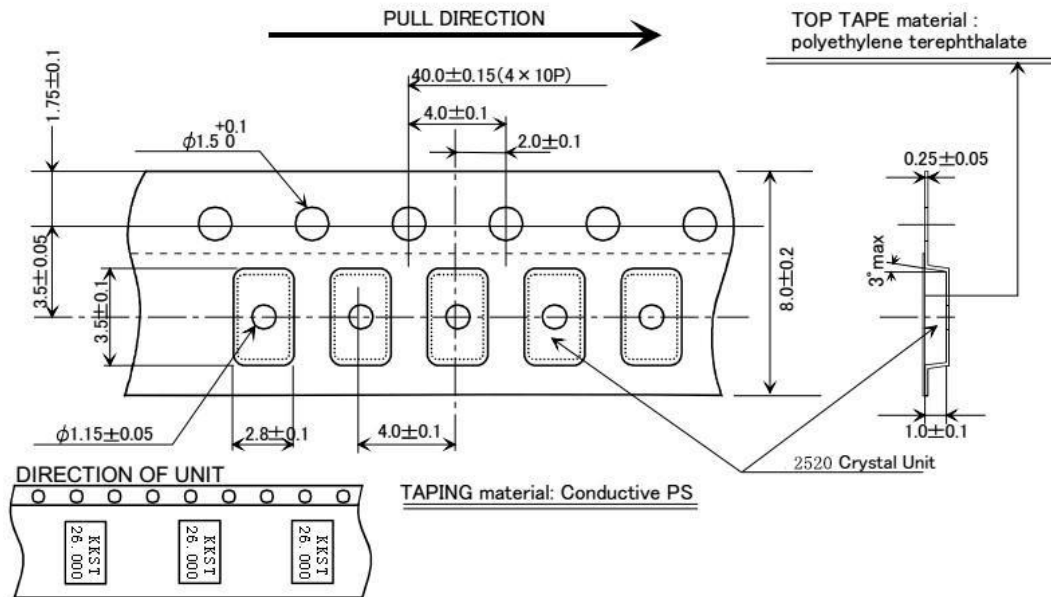 PULL DIRECTION
TOP TAPE material :
polyethylene terephthalate
1.75±0.1
40.0±0.15(4×10P)
4.0±0.1
+0.1
φ1.5 0
2.0±0.1
0.25±0.05
3.5±0.05
3.5±0.1
8.0±0.2
3°max
φ1.15±0.05
2.8±0.1
4.0±0.1
1.0±0.1
2520 Crystal Unit
DIRECTION OF UNIT
TAPING material: Conductive PS
KKST
26.000
KKST
26.000
KKST
26.000